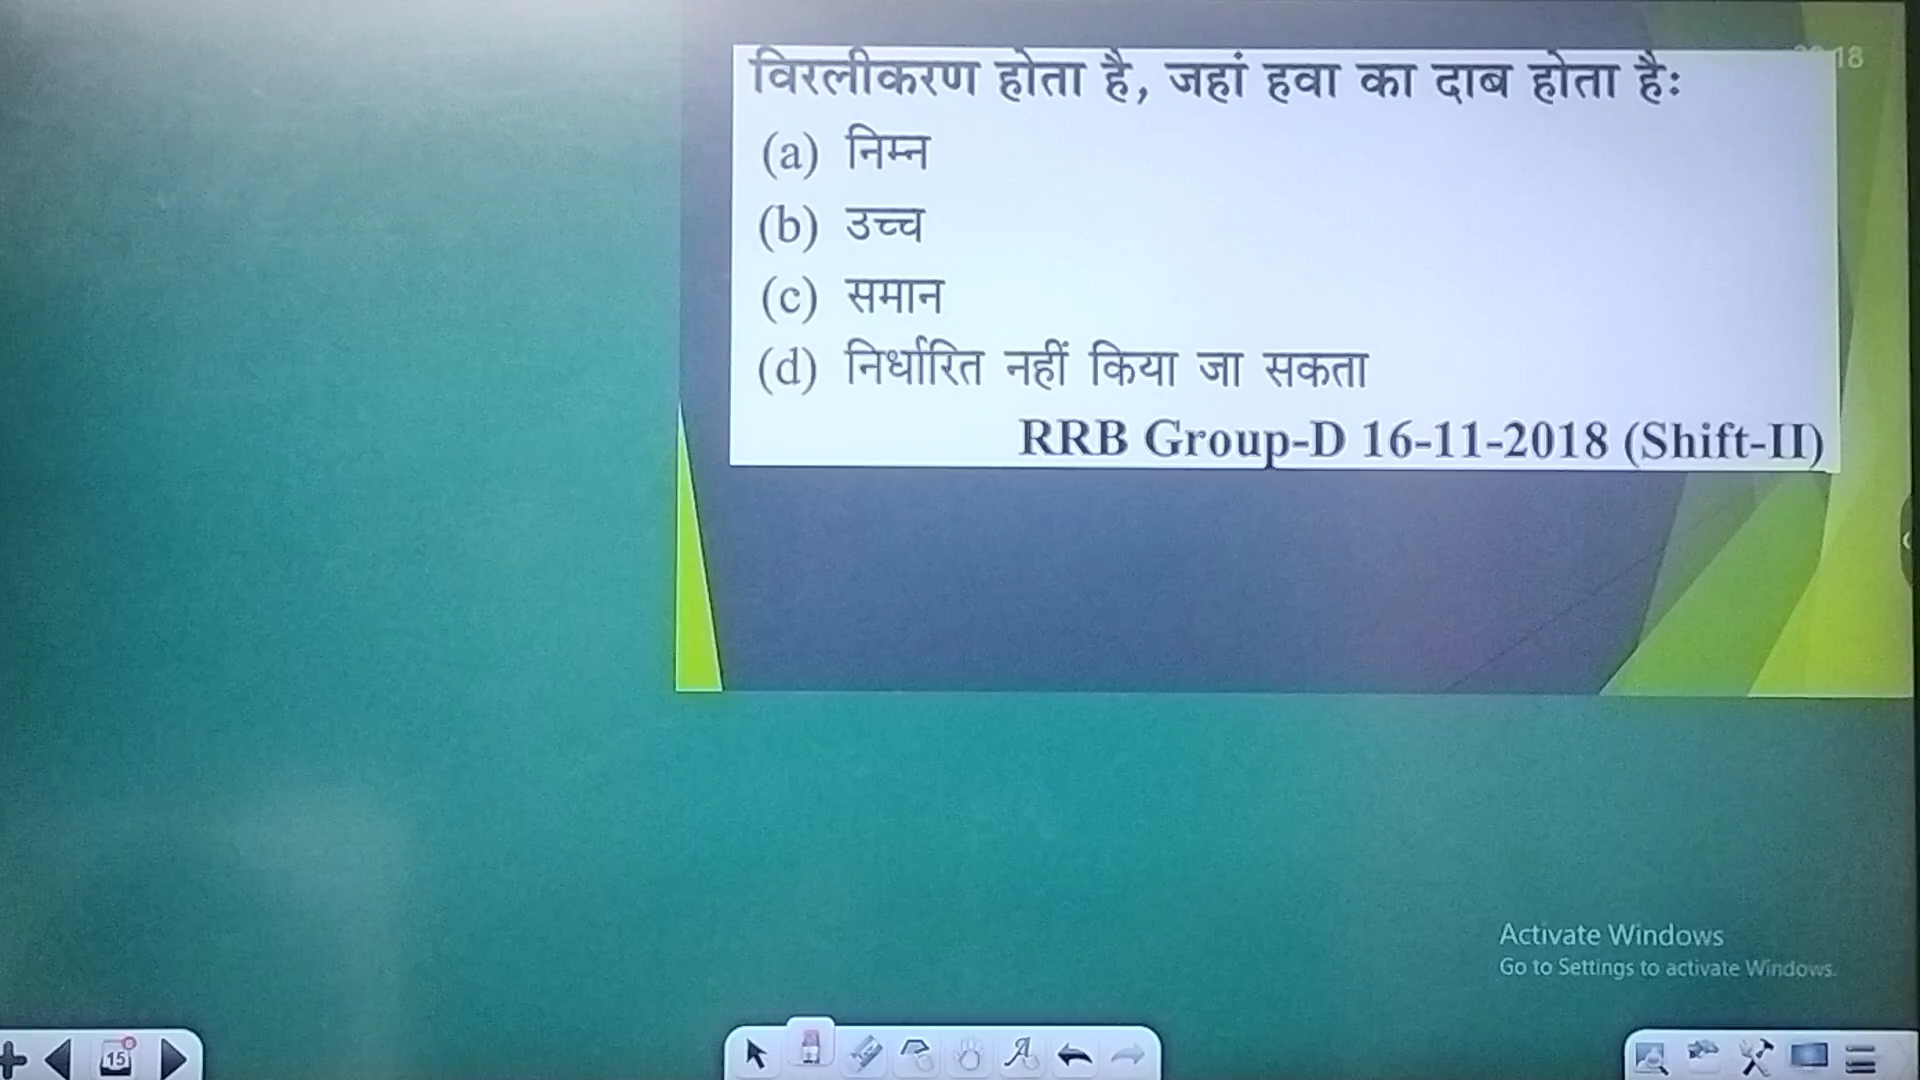 विरलीकरण होता है, जहां हवा का दाब होता हैः
(a) निम्न
(b) उच्च
(c) समान
(d) निर्धारित नहीं किया जा सकता
RRB Group-D 16-11-2018 (Shift-II)
Activate Windows
Go to Settings to activate Windows.
15